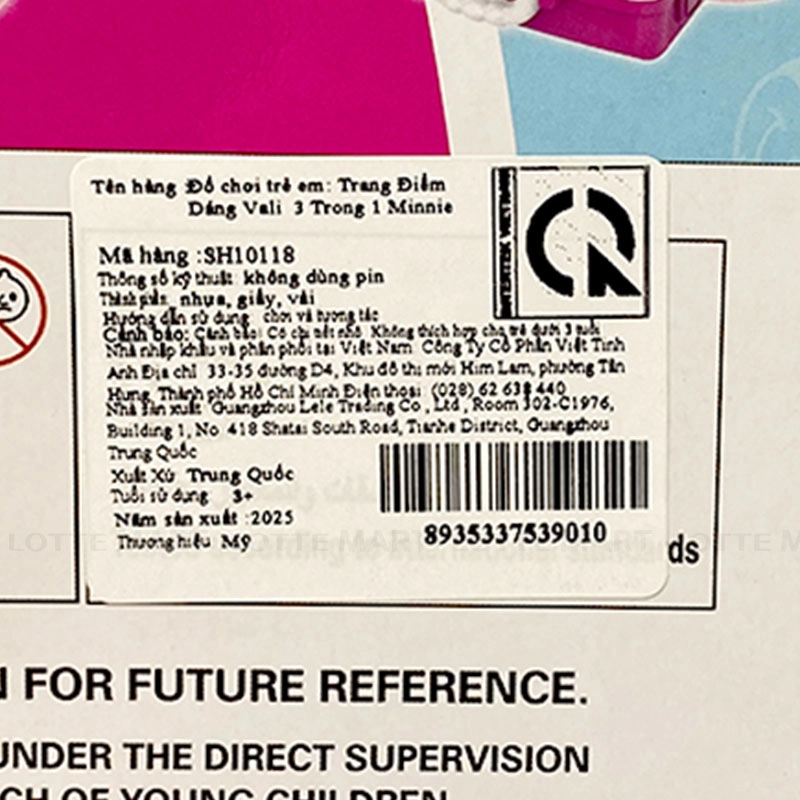 Tên hàng :Đồ chơi trẻ em: Trang Điểm
Dáng Vali 3 Trong 1 Minnie
Mã hàng :SH10118
Thông số kỹ thuật: không dùng pin
Thành phần: nhựa, giấy, vải
Hướng dẫn sử dụng: chơi và tương tác
Cảnh báo: Cảnh báo: Có chi tiết nhỏ. Không thích hợp cho trẻ dưới 3 tuổi
Nhà nhập khẩu và phân phối tại Việt Nam: Công Ty Cổ Phần Việt Tinh
Anh Địa chỉ: 33-35 đường D4, Khu đô thị mới Him Lam, phường Tân
Hưng, Thành phố Hồ Chí Minh Điện thoại: (028) 62 638 440
Nhà sản xuất: Guangzhou Lele Trading Co., Ltd, Room 302-C1976,
Building 1, No. 418 Shatai South Road, Tianhe District, Guangzhou
Trung Quốc
Xuất Xứ: Trung Quốc
Tuổi sử dụng: 3+
Năm sản xuất :2025
Thương hiệu: Mỹ
8935337539010
LOTTE MART
ds
FOR FUTURE REFERENCE.
UNDER THE DIRECT SUPERVISION
OF YOUNG CHILDREN